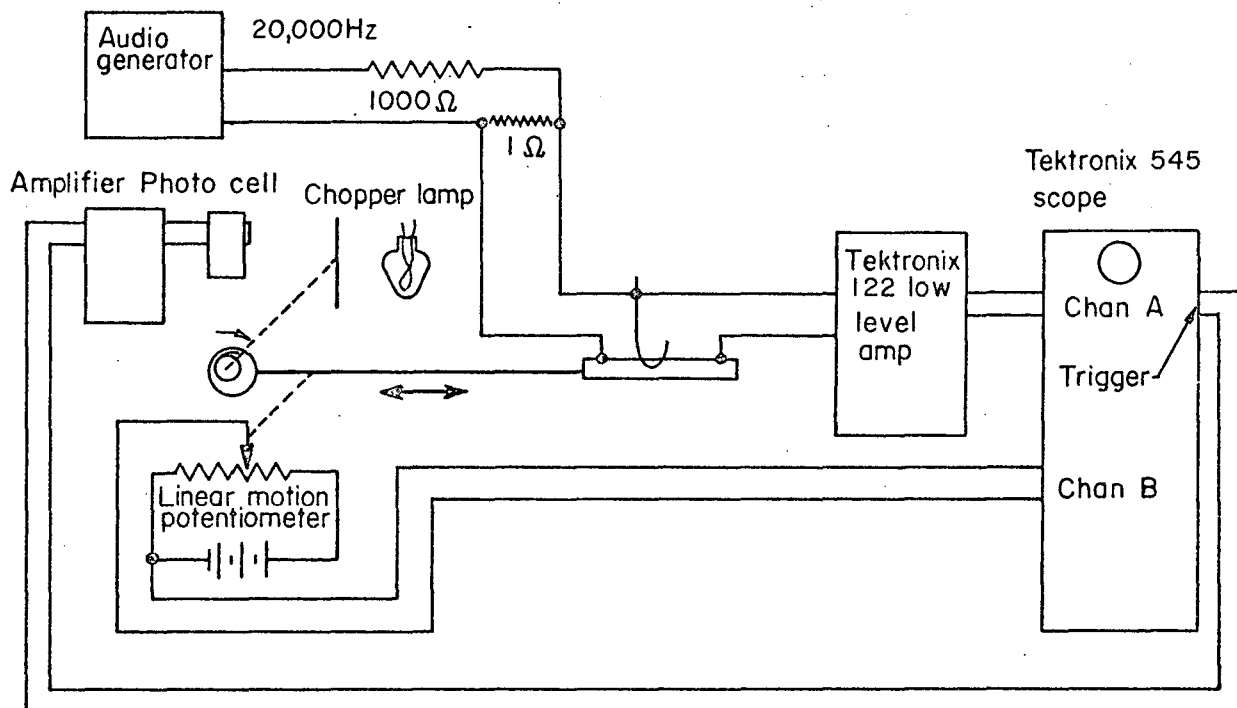 Audio
generator
20,000Hz
1000Ω
1Ω
Amplifier Photo cell
Chopper lamp
Tektronix 545
scope
Tektronix
122 low
level
amp
Chan A
Trigger
Chan B
Linear motion
potentiometer